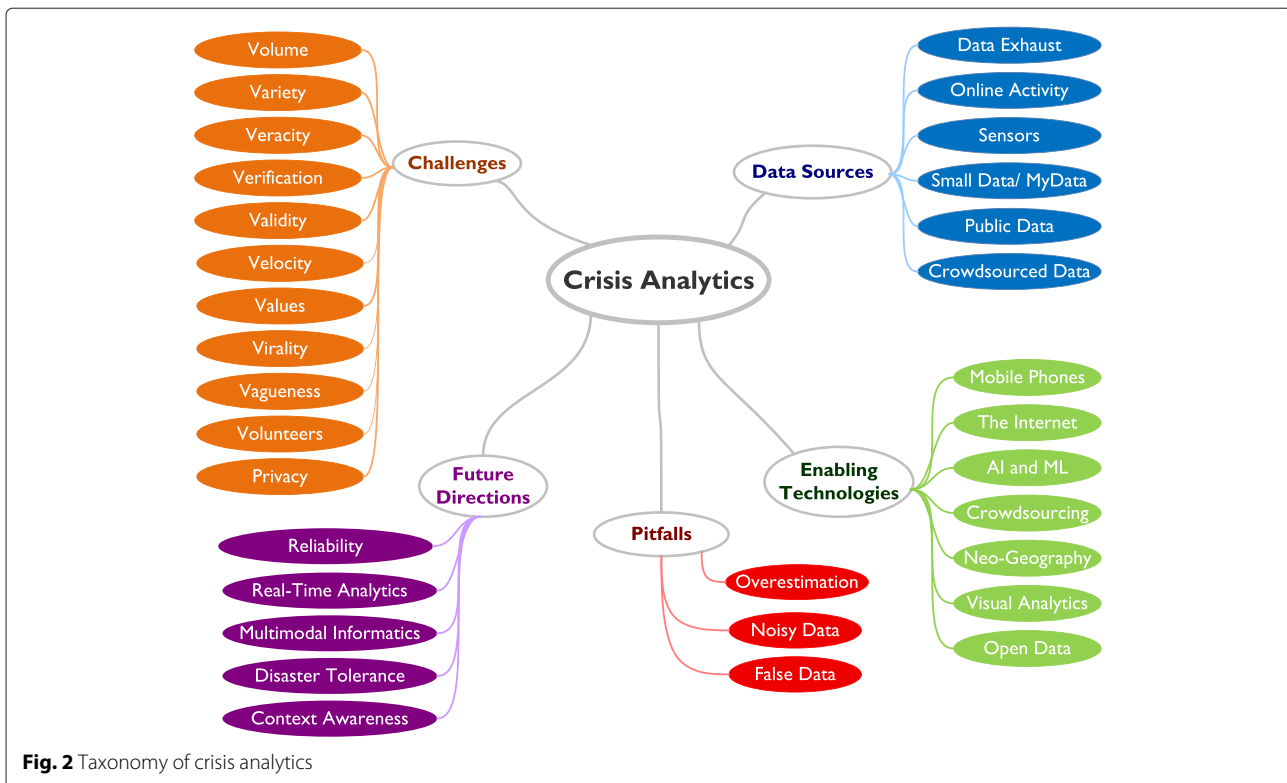 Crisis Analytics
Challenges
Volume
Variety
Veracity
Verification
Validity
Velocity
Values
Virality
Vagueness
Volunteers
Privacy
Data Sources
Data Exhaust
Online Activity
Sensors
Small Data/ MyData
Public Data
Crowdsourced Data
Enabling
Technologies
Mobile Phones
The Internet
AI and ML
Crowdsourcing
Neo-Geography
Visual Analytics
Open Data
Pitfalls
Overestimation
Noisy Data
False Data
Future
Directions
Reliability
Real-Time Analytics
Multimodal Informatics
Disaster Tolerance
Context Awareness
Fig. 2 Taxonomy of crisis analytics